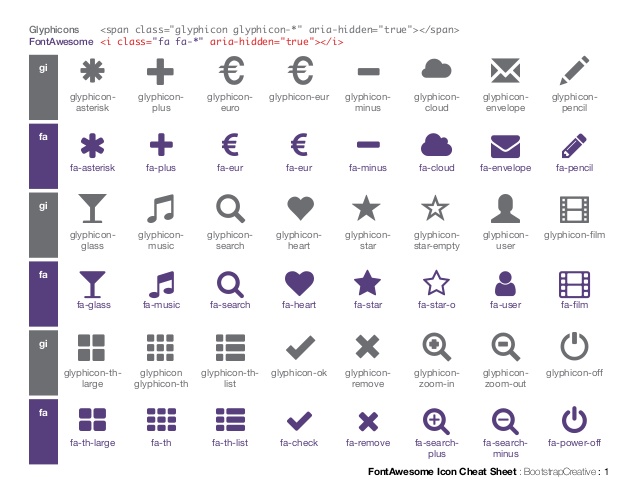 Glyphicons <span class="glyphicon glyphicon-*" aria-hidden="true"></span>
FontAwesome <i class="fa fa-*" aria-hidden="true"></i>
gi
glyphicon-asterisk glyphicon-plus glyphicon-euro glyphicon-eur glyphicon-minus glyphicon-cloud glyphicon-envelope glyphicon-pencil
fa
fa-asterisk fa-plus fa-eur fa-eur fa-minus fa-cloud fa-envelope fa-pencil
gi
glyphicon-glass glyphicon-music glyphicon-search glyphicon-heart glyphicon-star glyphicon-star-empty glyphicon-user glyphicon-film
fa
fa-glass fa-music fa-search fa-heart fa-star fa-star-o fa-user fa-film
gi
glyphicon-th-large glyphicon glyphicon-th glyphicon-th-list glyphicon-ok glyphicon-remove glyphicon-zoom-in glyphicon-zoom-out glyphicon-off
fa
fa-th-large fa-th fa-th-list fa-check fa-remove fa-search-plus fa-search-minus fa-power-off
FontAwesome Icon Cheat Sheet : BootstrapCreative : 1